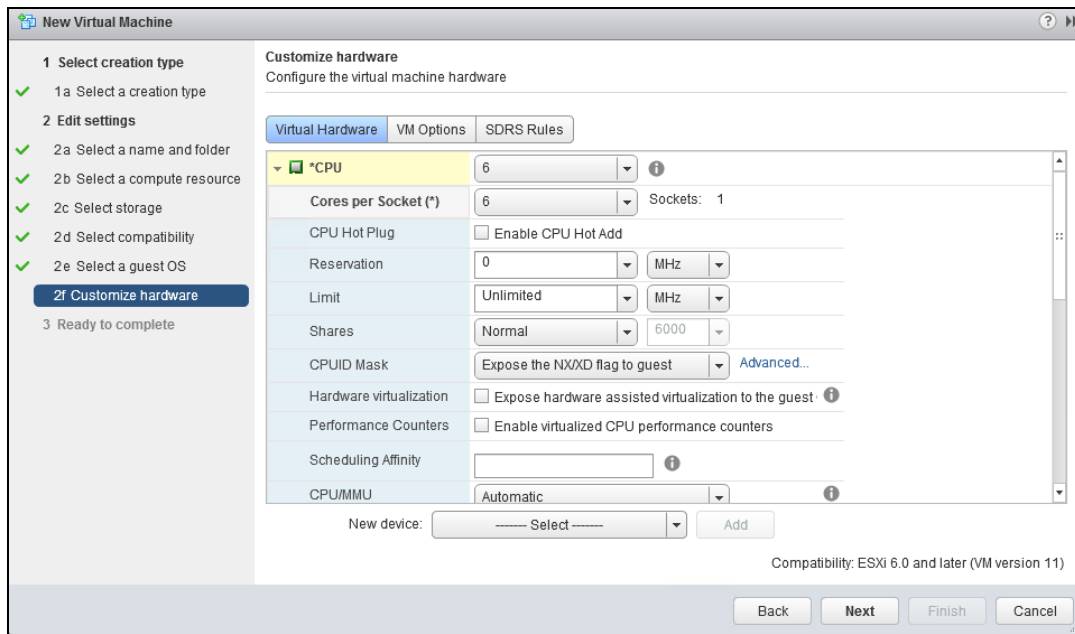 New Virtual Machine
?
1 Select creation type
1a Select a creation type
2 Edit settings
2a Select a name and folder
2b Select a compute resource
2c Select storage
2d Select compatibility
2e Select a guest OS
2f Customize hardware
3 Ready to complete
Customize hardware
Configure the virtual machine hardware
Virtual Hardware VM Options SDRS Rules
*CPU 6
Cores per Socket (*) 6 Sockets: 1
CPU Hot Plug Enable CPU Hot Add
Reservation 0 MHz
Limit Unlimited MHz
Shares Normal 6000
CPUID Mask Expose the NX/XD flag to guest Advanced...
Hardware virtualization Expose hardware assisted virtualization to the guest
Performance Counters Enable virtualized CPU performance counters
Scheduling Affinity
CPU/MMU Automatic
New device: ------- Select ------- Add
Compatibility: ESXi 6.0 and later (VM version 11)
Back Next Finish Cancel